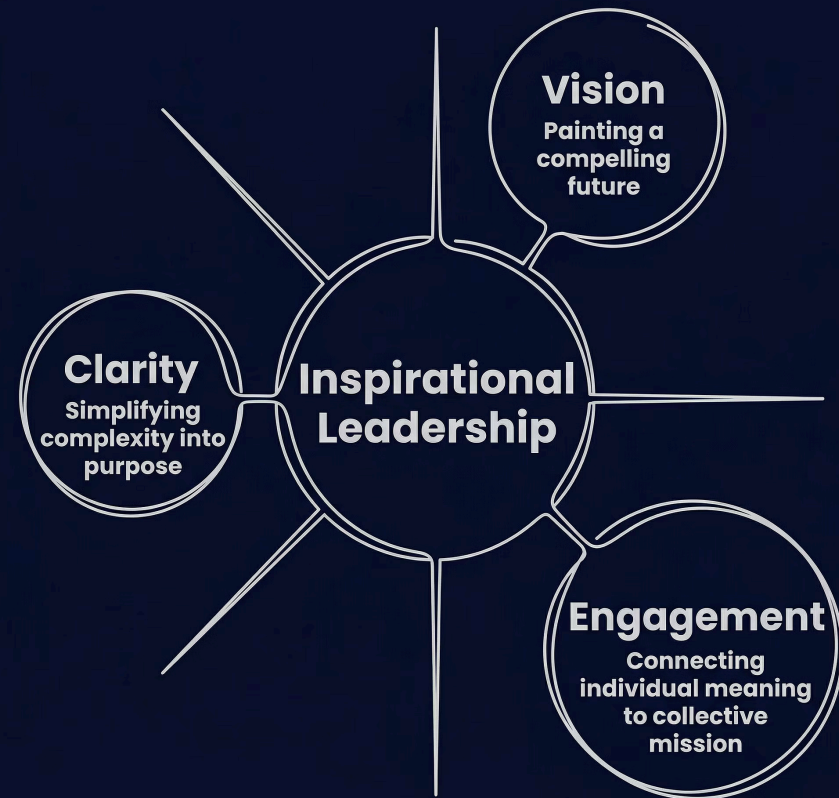 Vision
Painting a
compelling
future
Clarity
Simplifying
complexity into
purpose
Inspirational
Leadership
Engagement
Connecting
individual meaning
to collective
mission